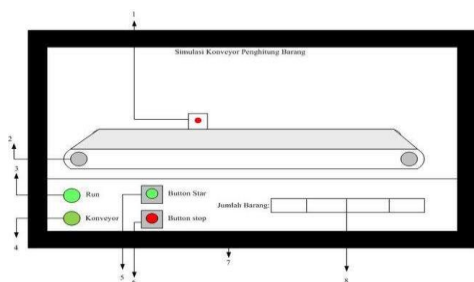 1
Simulasi Konveyor Penghitung Barang
2
3
Run
Button Star
Jumlah Barang:
Konveyor
Button stop
4
5
7
8